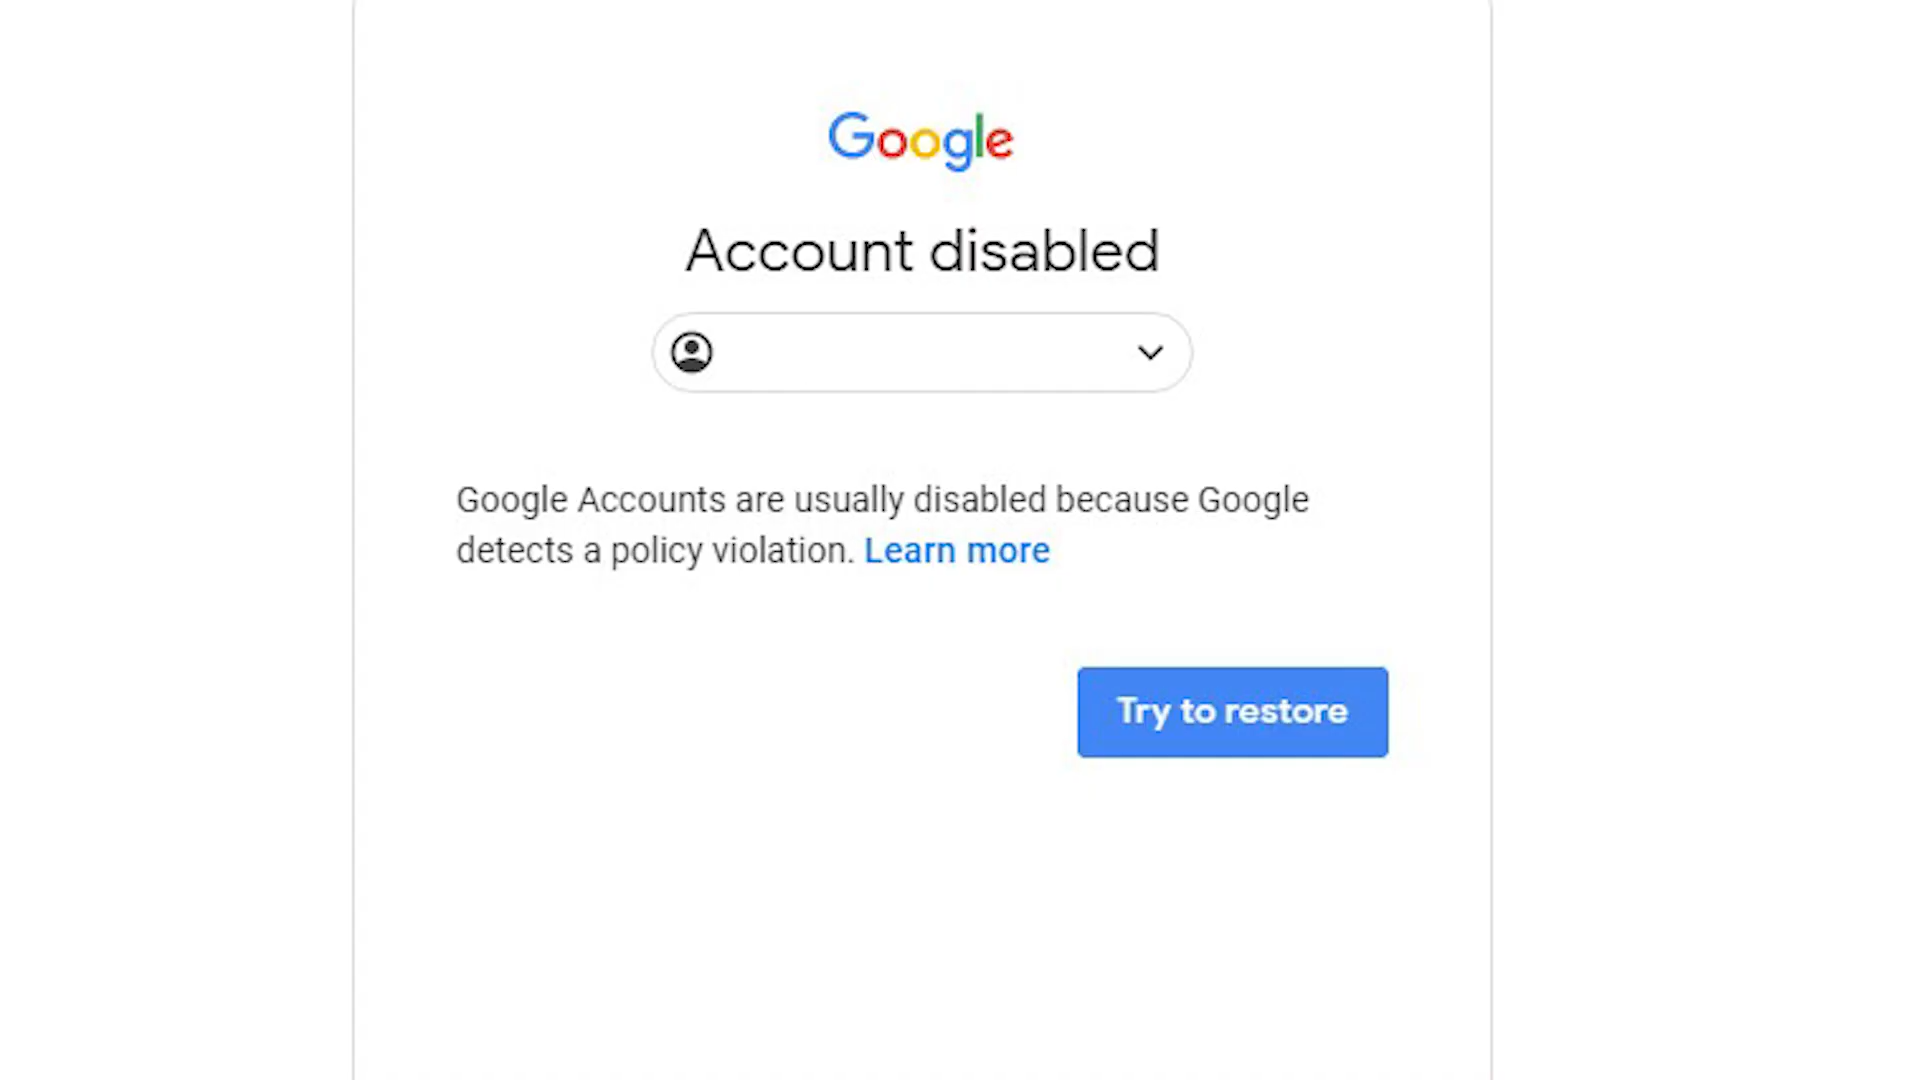 Google
Account disabled
Google Accounts are usually disabled because Google
detects a policy violation. Learn more
Try to restore